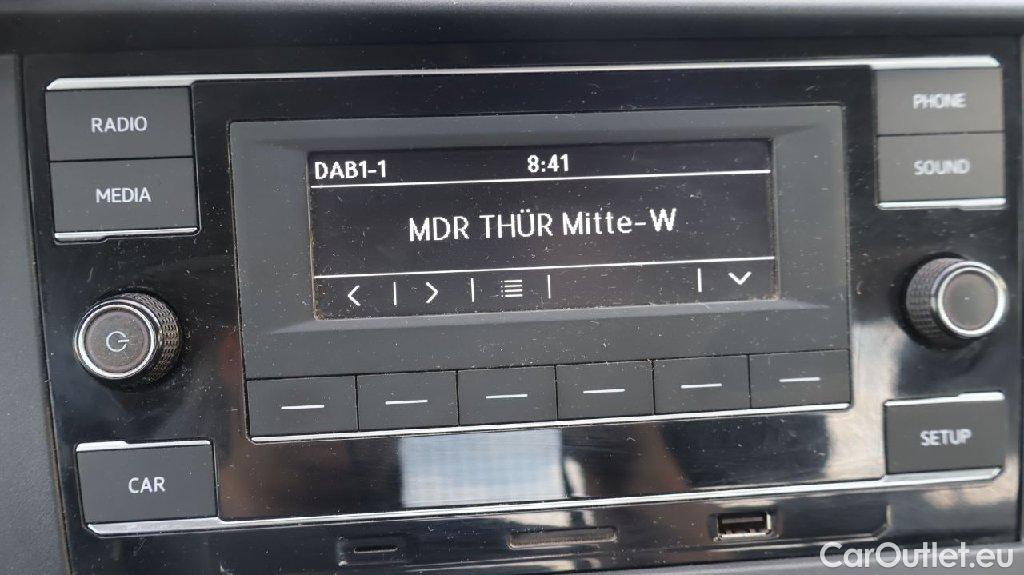 RADIO
MEDIA
DAB1-1 8:41
MDR THÜR Mitte-W
PHONE
SOUND
CAR
SETUP
CarOutlet.eu